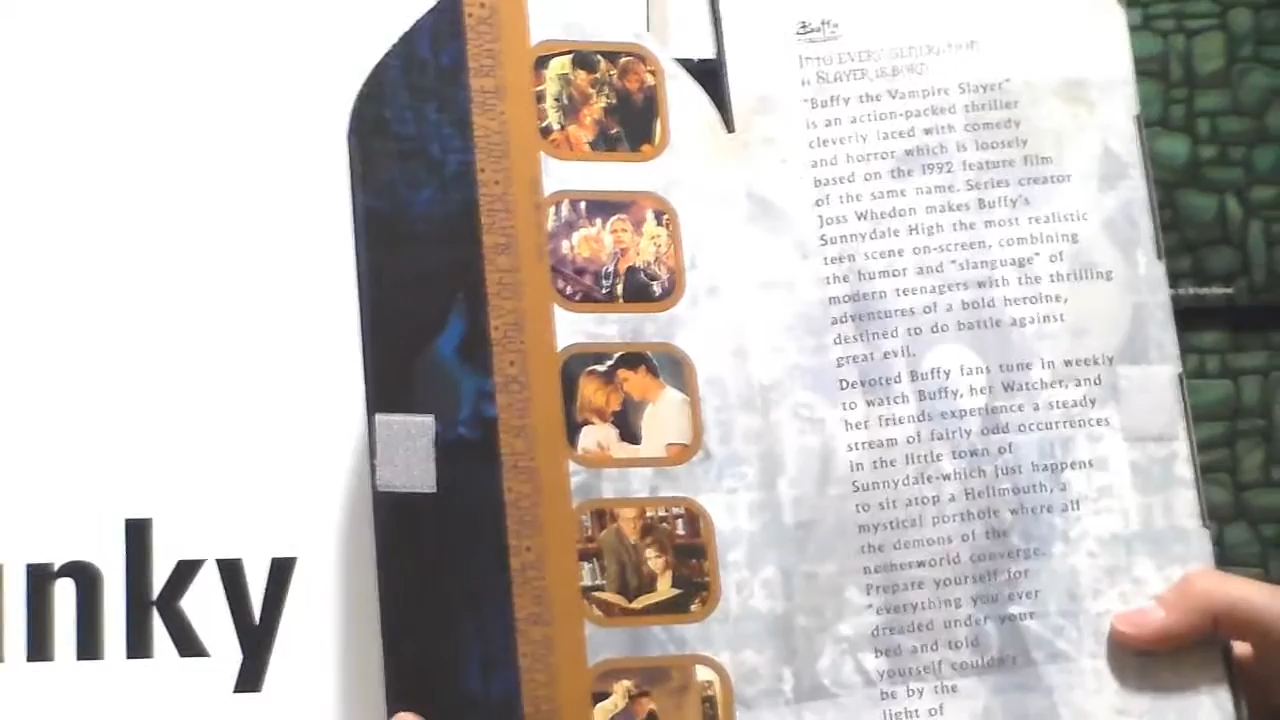 Buffy
INTO EVERY GENERATION
A SLAYER IS BORN
"Buffy the Vampire Slayer"
is an action-packed thriller
cleverly laced with comedy
and horror which is loosely
based on the 1992 feature film
of the same name. Series creator
Joss Whedon makes Buffy's
Sunnydale High the most realistic
teen scene on-screen, combining
the humor and "slanguage" of
modern teenagers with the thrilling
adventures of a bold heroine,
destined to do battle against
great evil.
Devoted Buffy fans tune in weekly
to watch Buffy, her Watcher, and
her friends experience a steady
stream of fairly odd occurrences
in the little town of
Sunnydale-which just happens
to sit atop a Hellmouth, a
mystical porthole where all
the demons of the
netherworld converge.
Prepare yourself for
"everything you ever
dreaded under your
bed and told
yourself couldn't
be by the
light of
nky